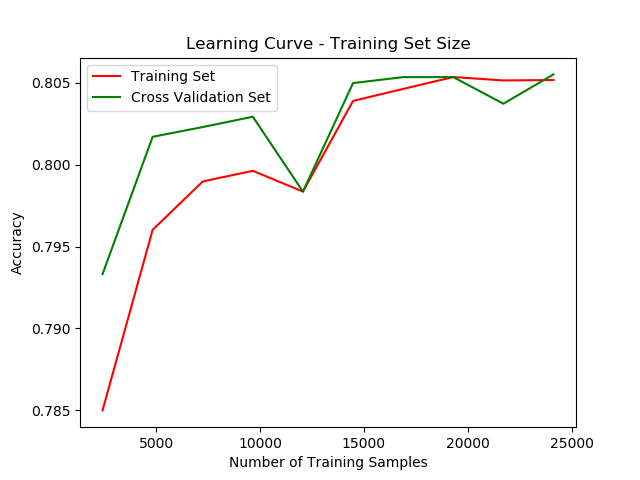 Learning Curve - Training Set Size
Training Set
Cross Validation Set
0.805
0.800
0.795
0.790
0.785
Accuracy
5000 10000 15000 20000 25000
Number of Training Samples